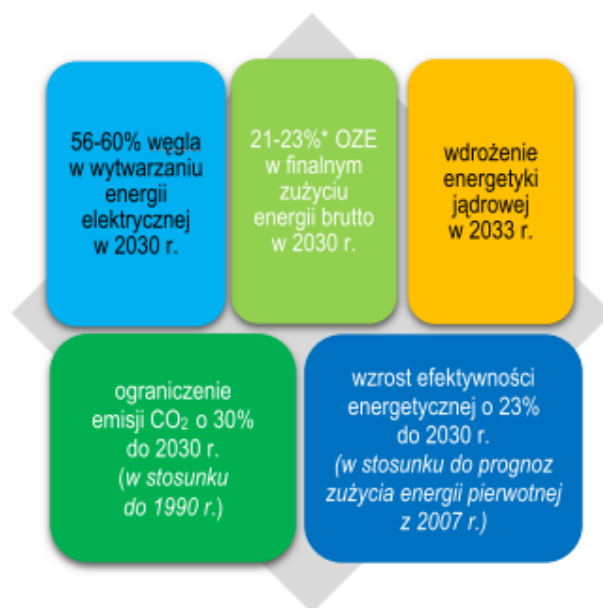 56-60% węgla
w wytwarzaniu
energii
elektrycznej
w 2030 r.
21-23%* OZE
w finalnym
zużyciu
energii brutto
w 2030 r.
wdrożenie
energetyki
jądrowej
w 2033 r.
ograniczenie
emisji CO₂ o 30%
do 2030 r.
(w stosunku
do 1990 r.)
wzrost efektywności
energetycznej o 23%
do 2030 r.
(w stosunku do prognoz
zużycia energii pierwotnej
z 2007 r.)